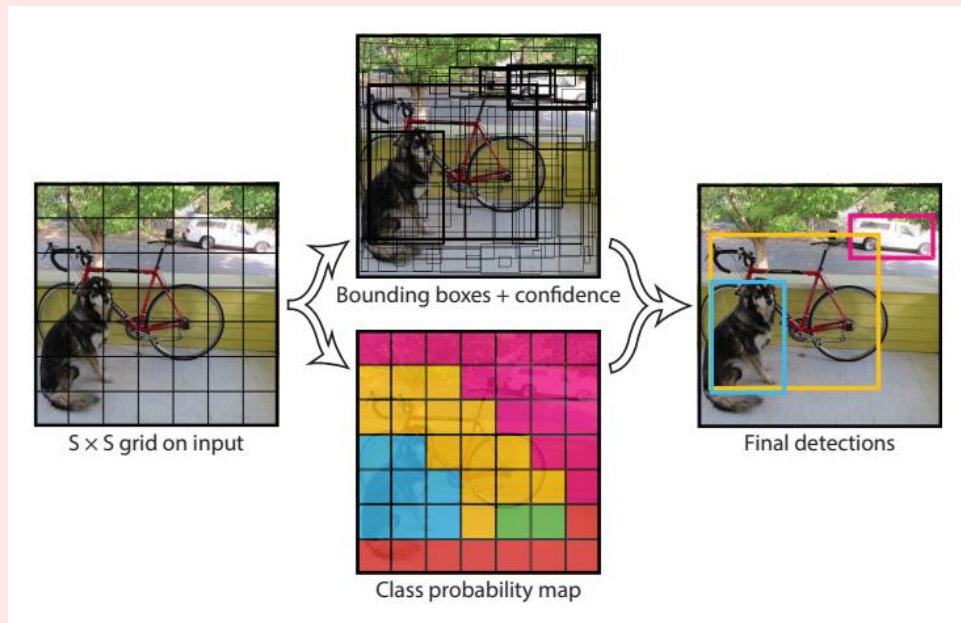 Bounding boxes + confidence
S × S grid on input
Final detections
Class probability map